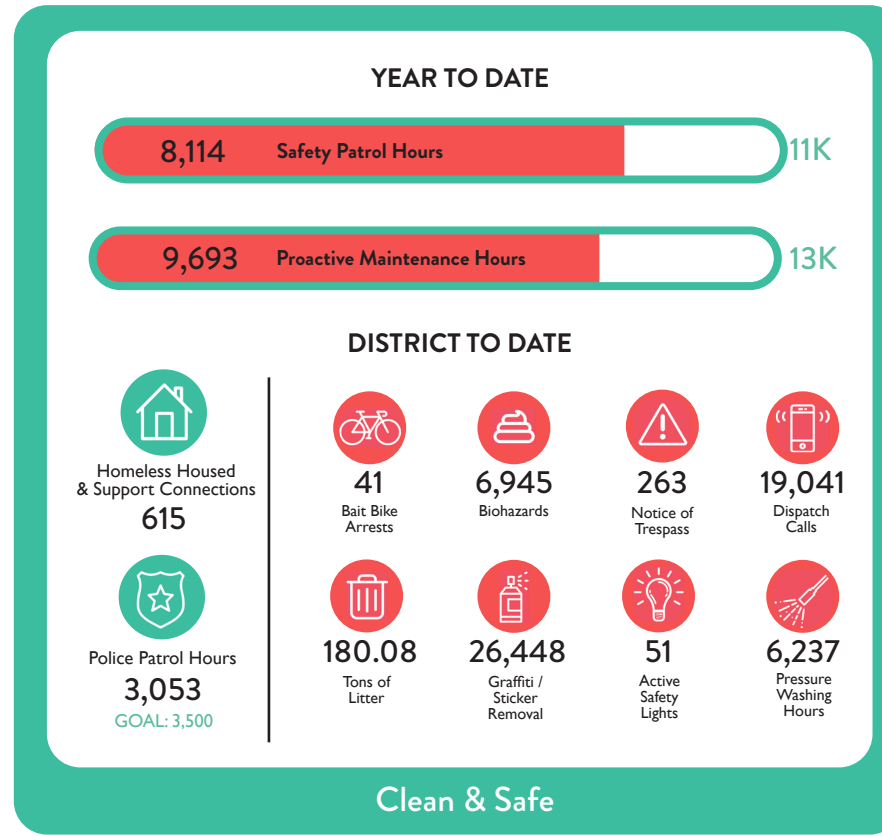 YEAR TO DATE
8,114 Safety Patrol Hours 11K
9,693 Proactive Maintenance Hours 13K
DISTRICT TO DATE
Homeless Housed
& Support Connections
615
Police Patrol Hours
3,053
GOAL: 3,500
41
Bait Bike
Arrests
6,945
Biohazards
263
Notice of
Trespass
19,041
Dispatch
Calls
180.08
Tons of
Litter
26,448
Graffiti /
Sticker
Removal
51
Active
Safety
Lights
6,237
Pressure
Washing
Hours
Clean & Safe